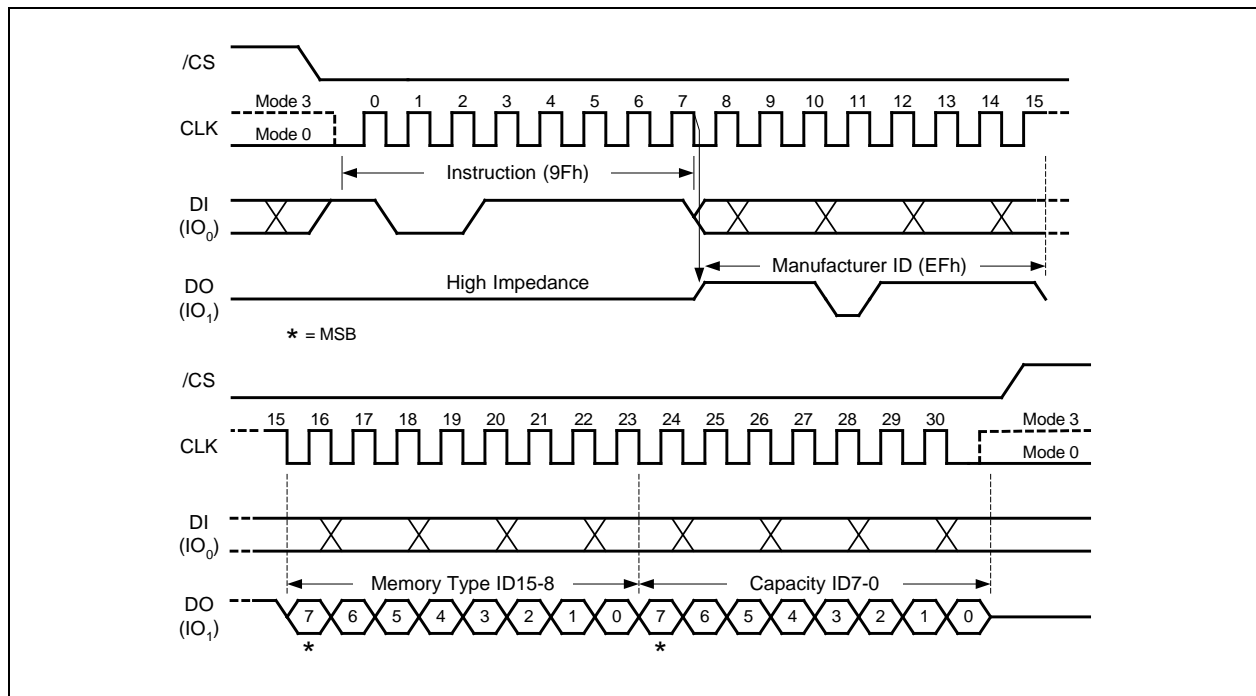 /CS
Mode 3
0 1 2 3 4 5 6 7 8 9 10 11 12 13 14 15
CLK
Mode 0
Instruction (9Fh)
DI
(IO0)
Manufacturer ID (EFh)
High Impedance
DO
(IO1)
* = MSB
/CS
15 16 17 18 19 20 21 22 23 24 25 26 27 28 29 30
Mode 3
CLK
Mode 0
DI
(IO0)
Memory Type ID15-8
Capacity ID7-0
DO
7 6 5 4 3 2 1 0 7 6 5 4 3 2 1 0
(IO1)
* *